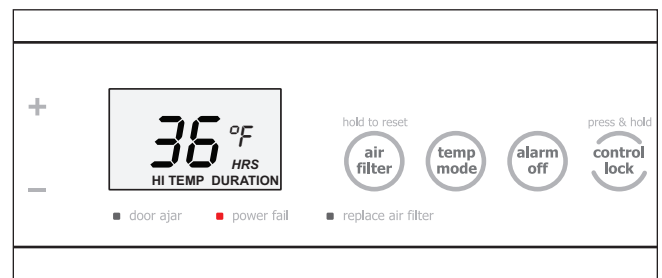 +
36 °F
HRS
HI TEMP DURATION
−
hold to reset
air
filter
temp
mode
alarm
off
press & hold
control
lock
door ajar
power fail
replace air filter